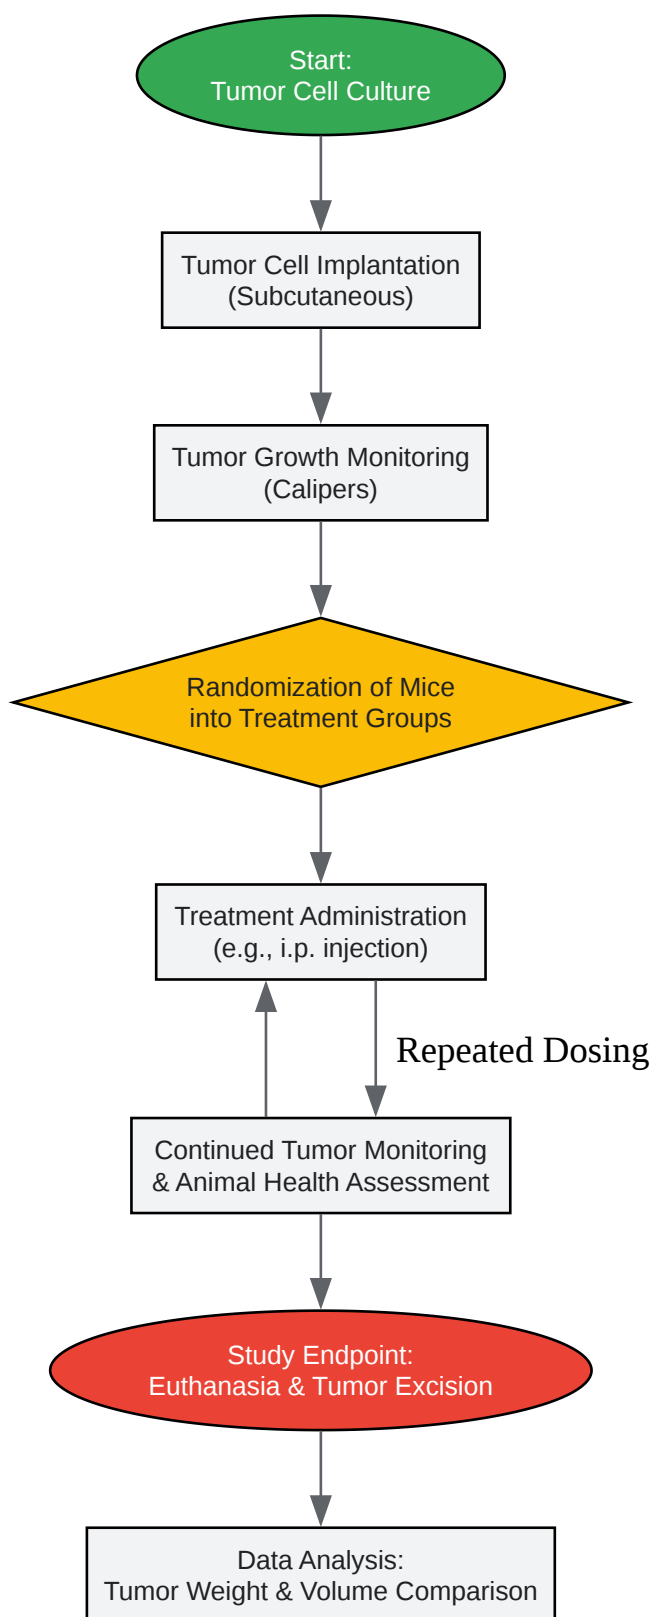 Start:
Tumor Cell Culture
Tumor Cell Implantation
(Subcutaneous)
Tumor Growth Monitoring
(Calipers)
Randomization of Mice
into Treatment Groups
Treatment Administration
(e.g., i.p. injection)
Repeated Dosing
Continued Tumor Monitoring
& Animal Health Assessment
Study Endpoint:
Euthanasia & Tumor Excision
Data Analysis:
Tumor Weight & Volume Comparison